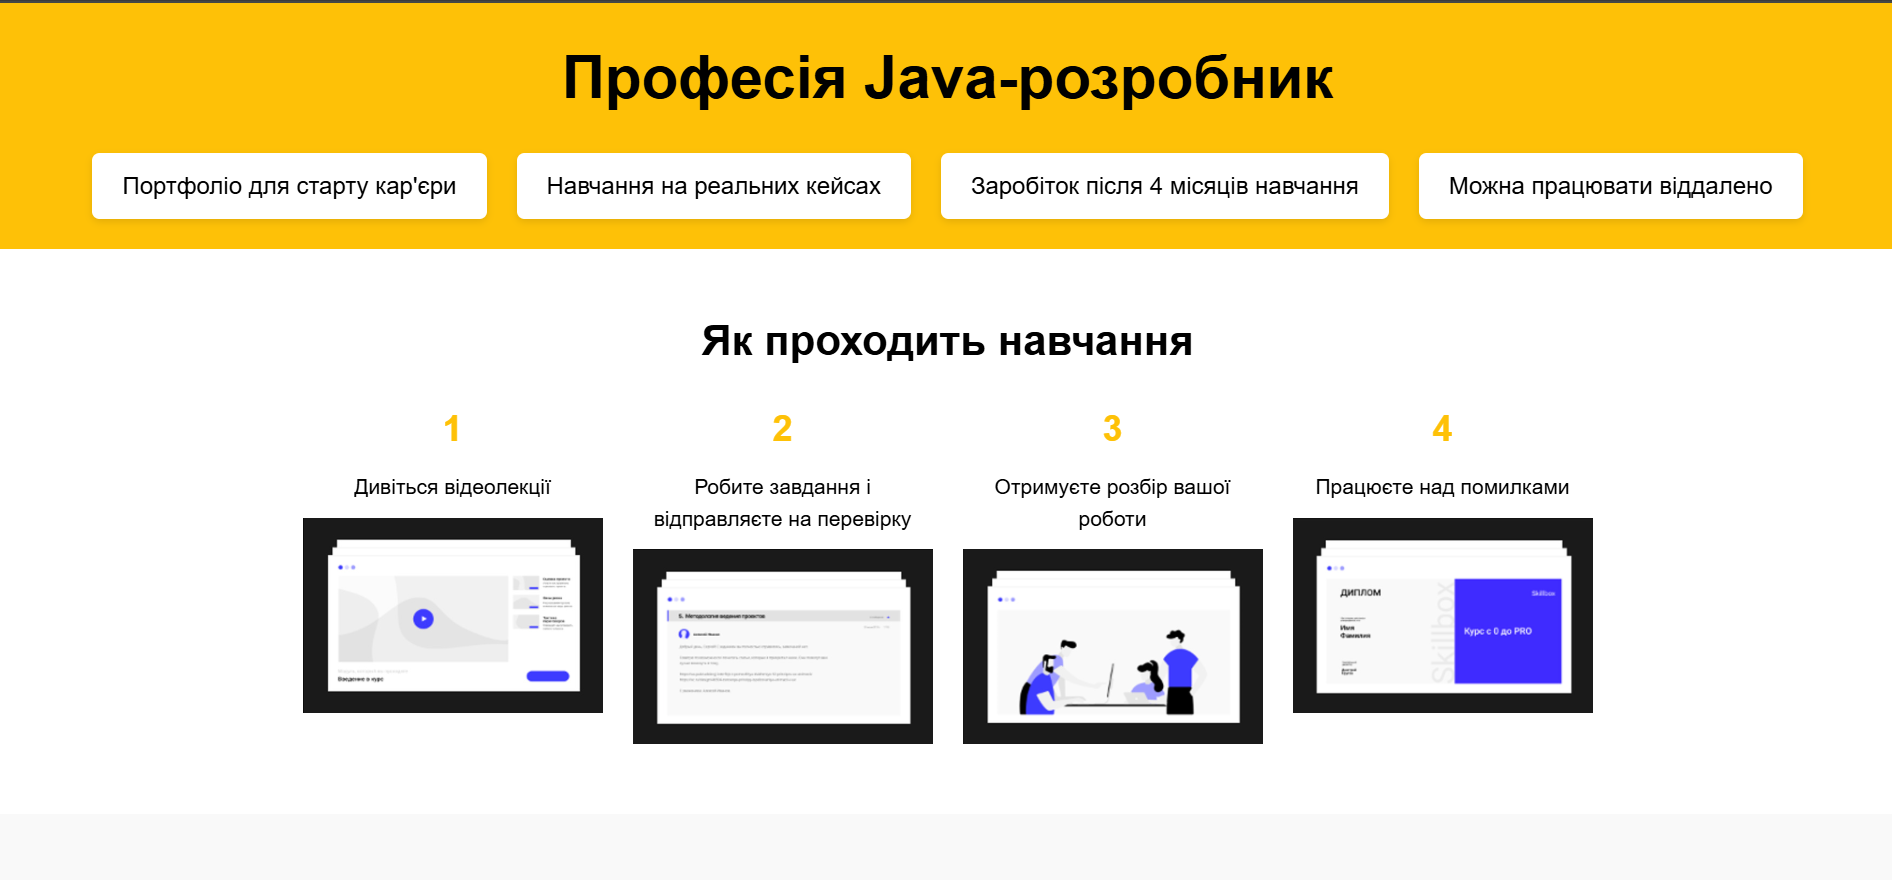 Професія Java-розробник
Портфоліо для старту кар'єри
Навчання на реальних кейсах
Заробіток після 4 місяців навчання
Можна працювати віддалено
Як проходить навчання
1
Дивіться відеолекції
Введение в курс
2
Робите завдання і
відправляєте на перевірку
5. Методология ведения проектов
3
Отримуєте розбір вашої
роботи
4
Працюєте над помилками
ДИПЛОМ
Имя
Фамилия
Skillbox
Skillbox
Курс с 0 до PRO